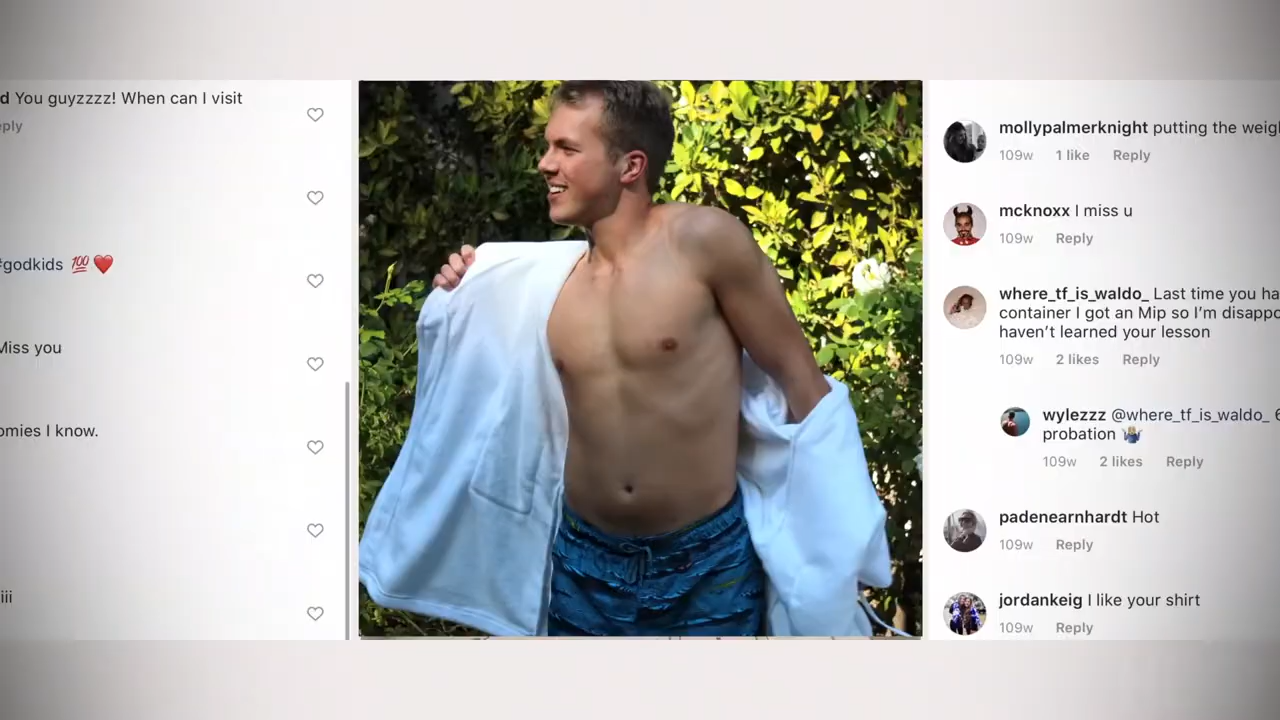 d You guyzzzz! When can I visit
eply
#godkids 💯❤️
Miss you
omies I know.
iii
mollypalmerknight putting the weigh
109w 1 like Reply
mcknoxx I miss u
109w Reply
where_tf_is_waldo_ Last time you ha
container I got an Mip so I'm disappo
haven't learned your lesson
109w 2 likes Reply
wylezzz @where_tf_is_waldo_ 6
probation 🤷‍♂️
109w 2 likes Reply
padenearnhardt Hot
109w Reply
jordankeig I like your shirt
109w Reply